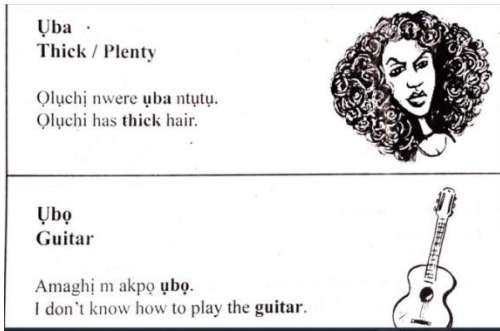 Ụba
Thick / Plenty
Ọlụchị nwere ụba ntụtụ.
Ọlụchi has thick hair.
Ụbọ
Guitar
Amaghị m akpọ ụbọ.
I don't know how to play the guitar.